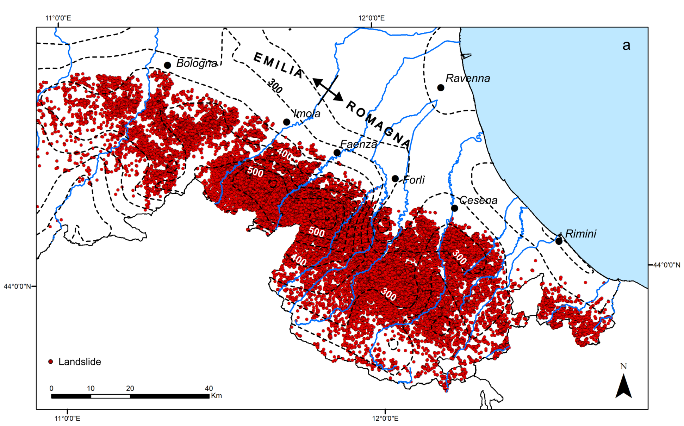 11°0'0"E
12°0'0"E
a
Bologna
EMILIA
ROMAGNA
300
Ravenna
Imola
Faenza
400
500
Forlì
Cesena
500
Rimini
400
300
300
44°0'0"N
44°0'0"N
Landslide
N
0 10 20 40
Km
11°0'0"E
12°0'0"E